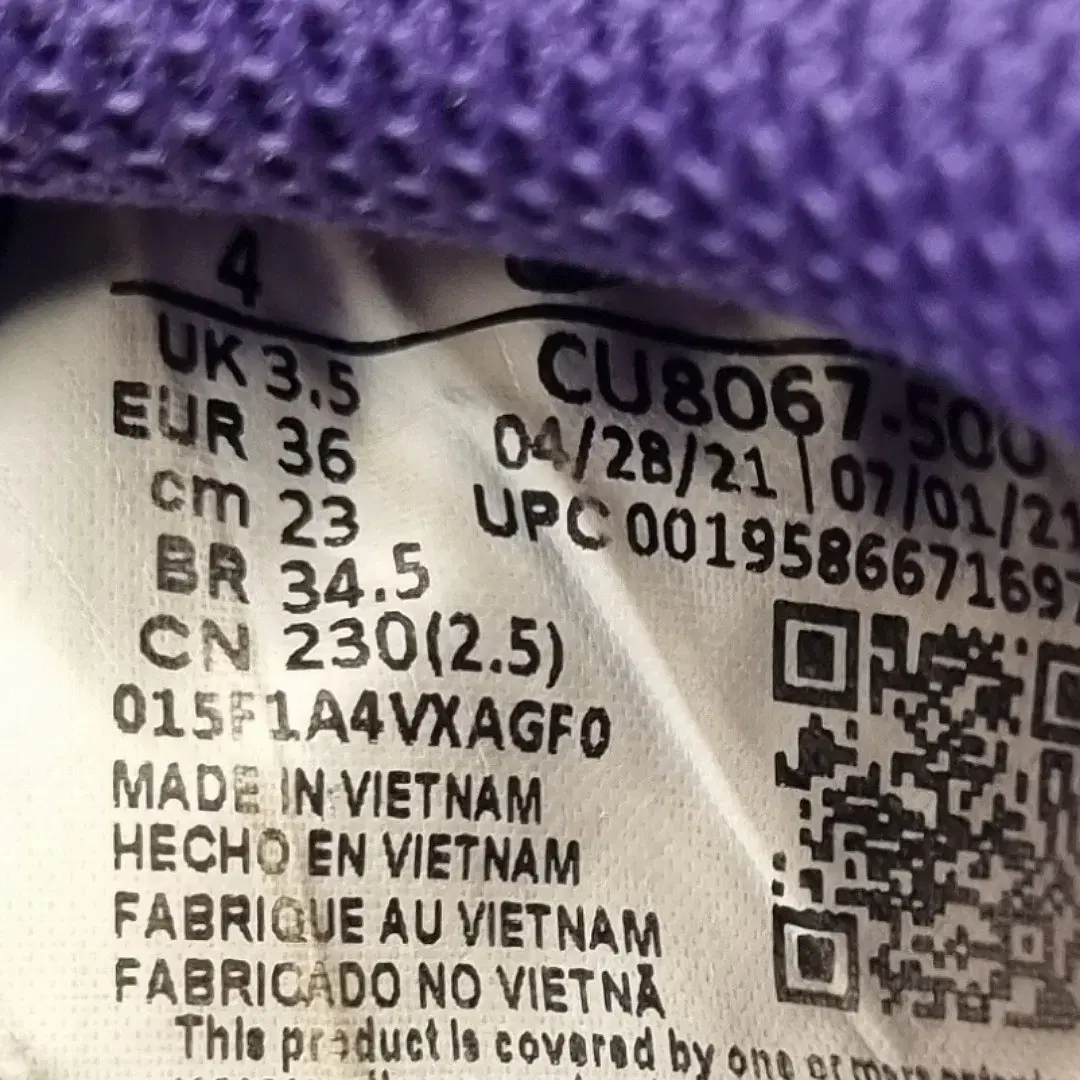 4
UK 3.5
EUR 36
cm 23
BR 34.5
CN 230(2.5)
CU8067-500
04/28/21 | 07/01/21
UPC 00195866671697
015F1A4VXAGF0
MADE IN VIETNAM
HECHO EN VIETNAM
FABRIQUE AU VIETNAM
FABRICADO NO VIETNÃ
This product is covered by one or more